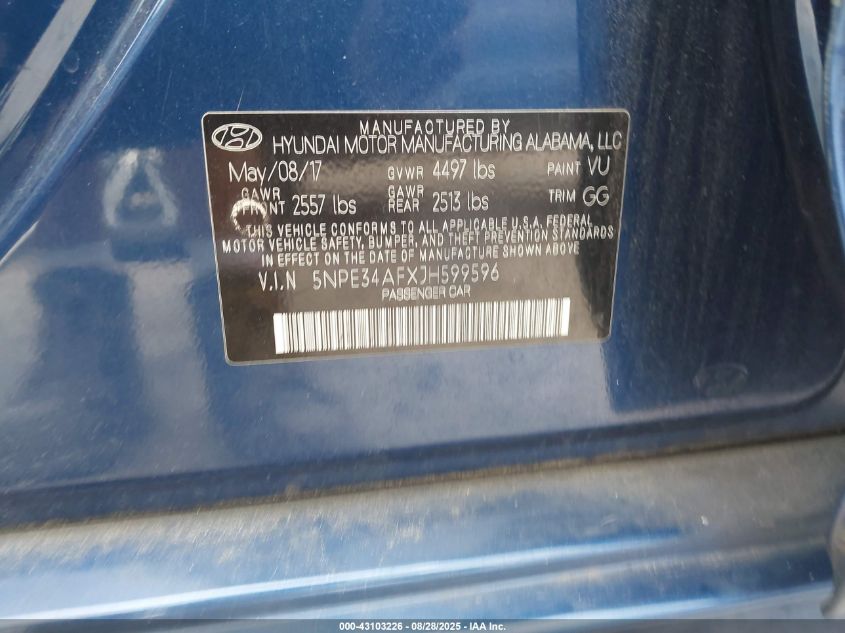 MANUFACTURED BY
HYUNDAI MOTOR MANUFACTURING ALABAMA, LLC
May/08/17 GVWR 4497 lbs PAINT VU
GAWR FRONT 2557 lbs GAWR REAR 2513 lbs TRIM GG
THIS VEHICLE CONFORMS TO ALL APPLICABLE U.S.A. FEDERAL
MOTOR VEHICLE SAFETY, BUMPER, AND THEFT PREVENTION STANDARDS
IN EFFECT ON THE DATE OF MANUFACTURE SHOWN ABOVE.
V.I.N 5NPE34AFXJH599596
PASSENGER CAR
000-43103226 - 08/28/2025 - IAA Inc.